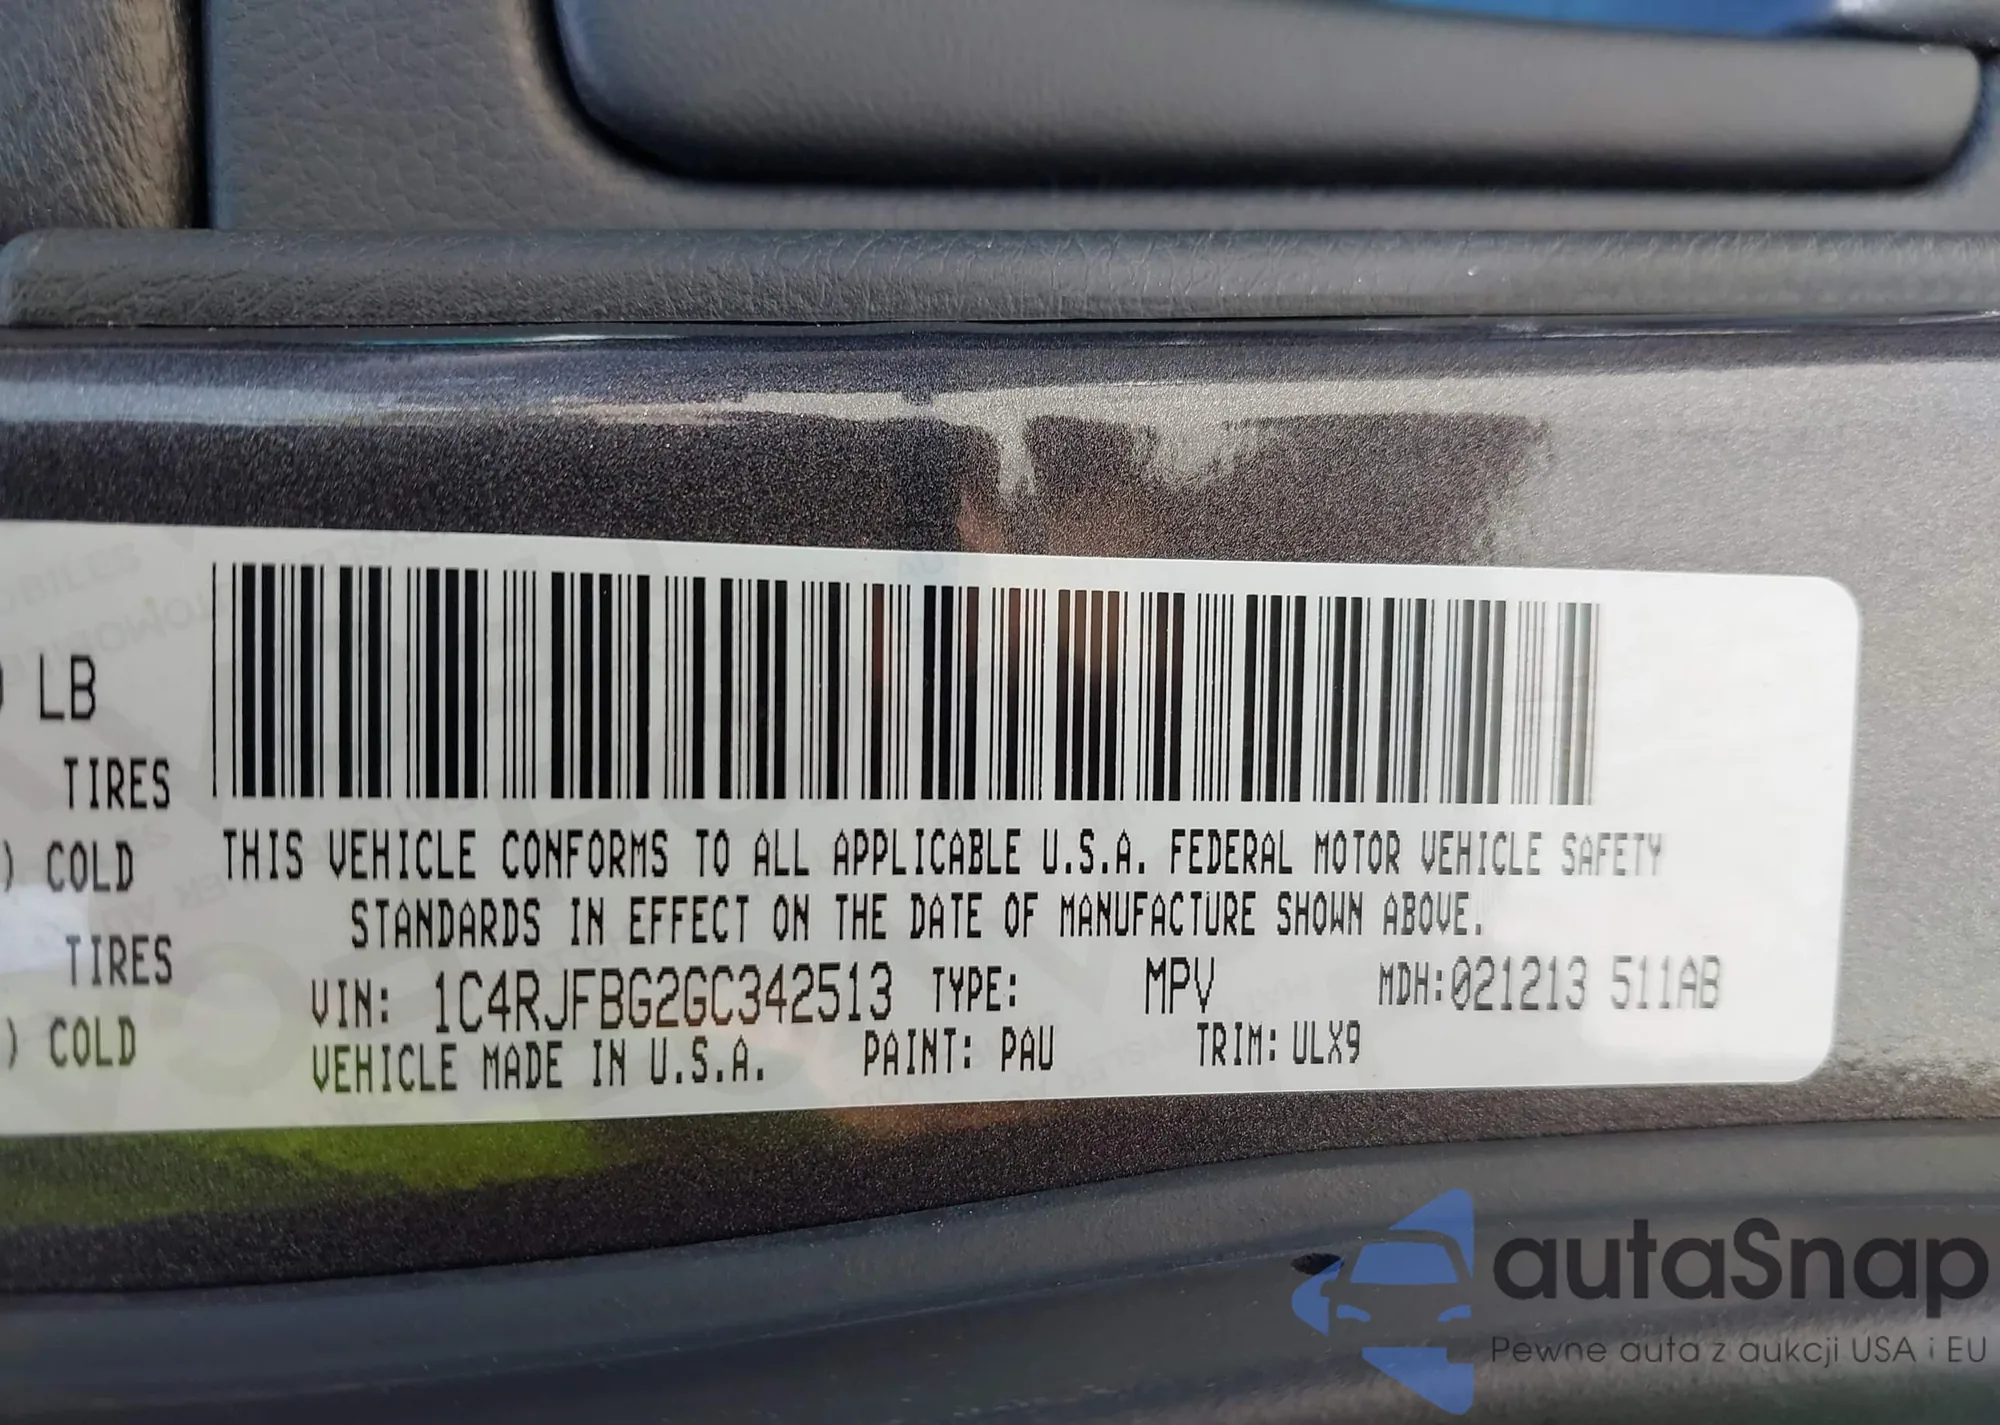 LB
TIRES
) COLD
TIRES
) COLD
THIS VEHICLE CONFORMS TO ALL APPLICABLE U.S.A. FEDERAL MOTOR VEHICLE SAFETY
STANDARDS IN EFFECT ON THE DATE OF MANUFACTURE SHOWN ABOVE.
VIN: 1C4RJFBG2GC342513 TYPE: MPV MDH:021213 511AB
VEHICLE MADE IN U.S.A. PAINT: PAU TRIM: ULX9
autaSnap
Pewne auta z aukcji USA i EU